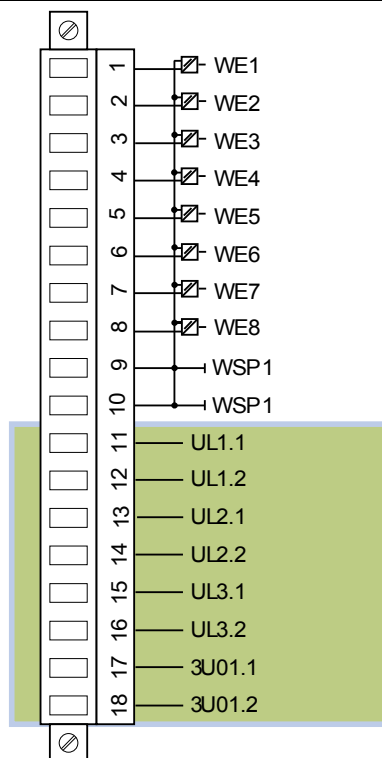 1 WE1
2 WE2
3 WE3
4 WE4
5 WE5
6 WE6
7 WE7
8 WE8
9 WSP1
10 WSP1
11 UL1.1
12 UL1.2
13 UL2.1
14 UL2.2
15 UL3.1
16 UL3.2
17 3U01.1
18 3U01.2